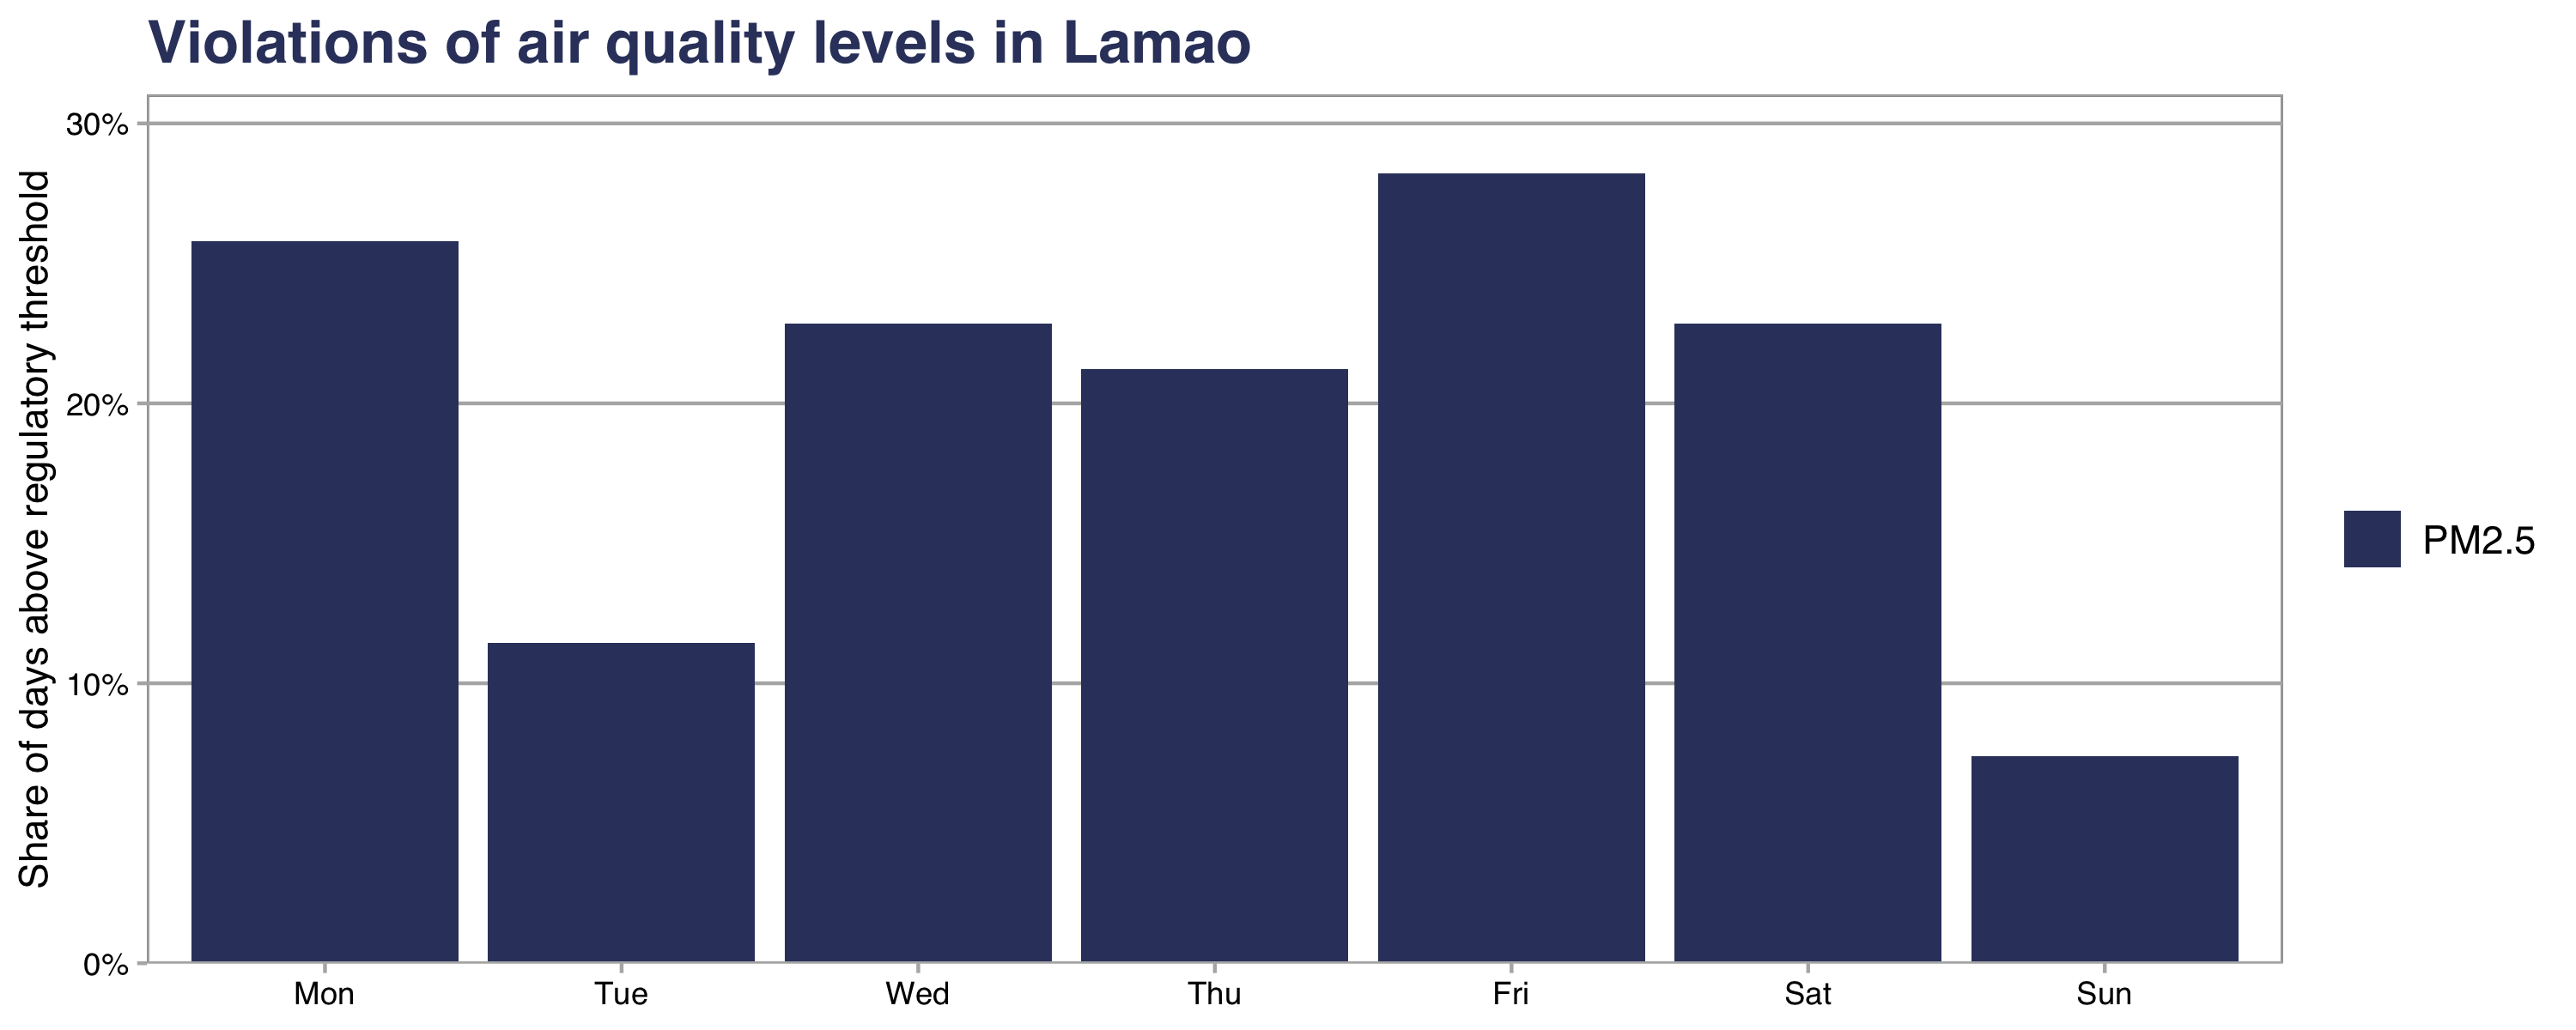 Violations of air quality levels in Lamao
Share of days above regulatory threshold
30%
20%
10%
0%
Mon
Tue
Wed
Thu
Fri
Sat
Sun
PM2.5